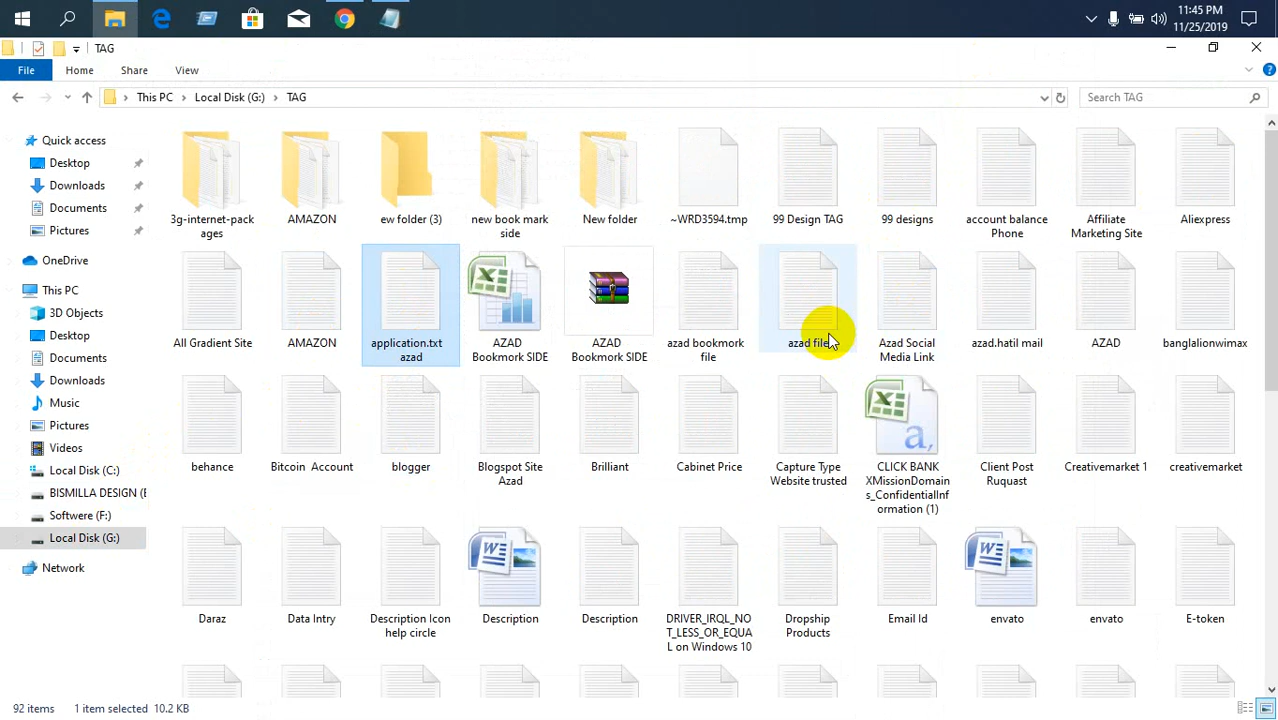 11:45 PM
11/25/2019
TAG
File
Home
Share
View
This PC
Local Disk (G:)
TAG
Search TAG
Quick access
Desktop
Downloads
Documents
Pictures
OneDrive
This PC
3D Objects
Desktop
Documents
Downloads
Music
Pictures
Videos
Local Disk (C:)
BISMILLA DESIGN (E
Softwere (F:)
Local Disk (G:)
Network
3g-internet-pack
ages
AMAZON
ew folder (3)
new book mark
side
New folder
~WRD3594.tmp
99 Design TAG
99 designs
account balance
Phone
Affiliate
Marketing Site
Aliexpress
All Gradient Site
AMAZON
application.txt
azad
AZAD
Bookmork SIDE
AZAD
Bookmork SIDE
azad bookmork
file
azad file
Azad Social
Media Link
azad.hatil mail
AZAD
banglalionwimax
behance
Bitcoin Account
blogger
Blogspot Site
Azad
Brilliant
Cabinet Price
Capture Type
Website trusted
CLICK BANK
XMissionDomain
s_ConfidentialInf
ormation (1)
Client Post
Ruquast
Creativemarket 1
creativemarket
Daraz
Data Intry
Description Icon
help circle
Description
Description
DRIVER_IRQL_NO
T_LESS_OR_EQUA
L on Windows 10
Dropship
Products
Email Id
envato
envato
E-token
92 items
1 item selected 10.2 KB